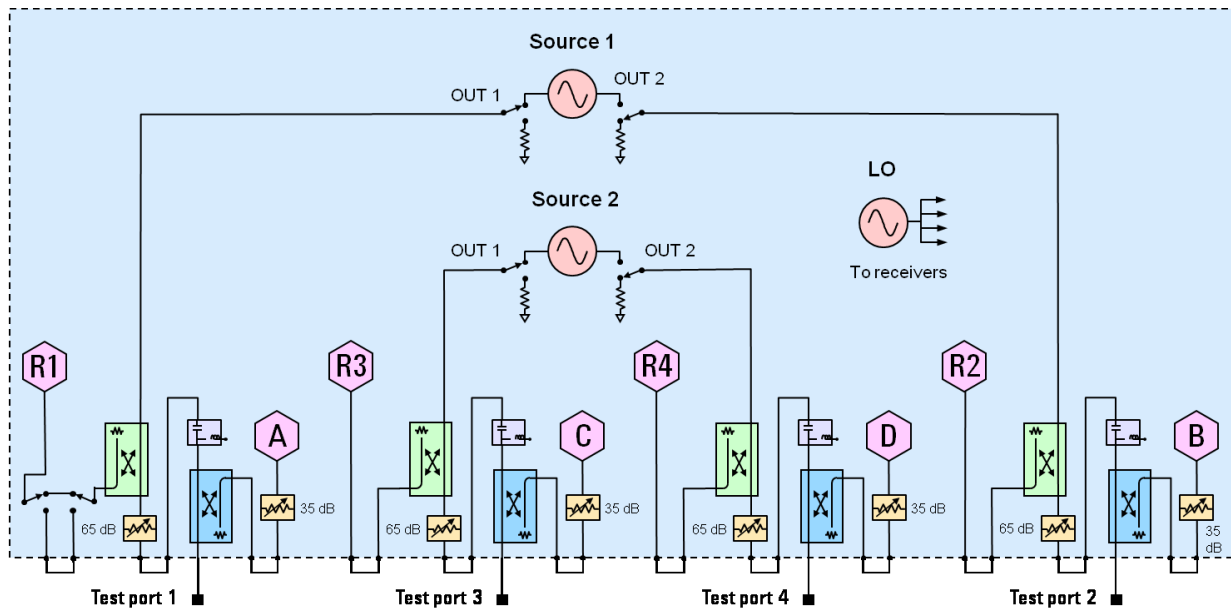 Source 1
OUT 1
OUT 2
LO
Source 2
OUT 1
OUT 2
To receivers
R1
R3
R4
R2
A
C
D
B
65 dB
35 dB
65 dB
35 dB
65 dB
35 dB
65 dB
35
dB
Test port 1
Test port 3
Test port 4
Test port 2